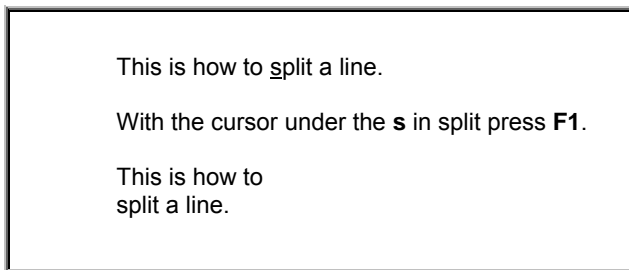 This is how to split a line.
With the cursor under the s in split press F1.
This is how to
split a line.